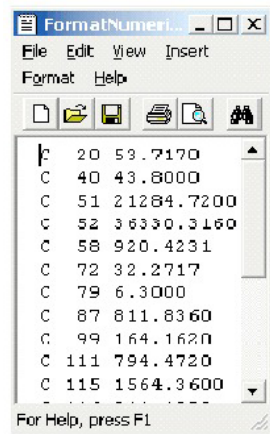 FormatNumeri...
File Edit View Insert
Format Help
C 20 53.7170
C 40 43.8000
C 51 21284.7200
C 52 36330.3160
C 58 920.4231
C 72 32.2717
C 79 6.3000
C 87 811.8360
C 99 164.1620
C 111 794.4720
C 115 1564.3600
For Help, press F1